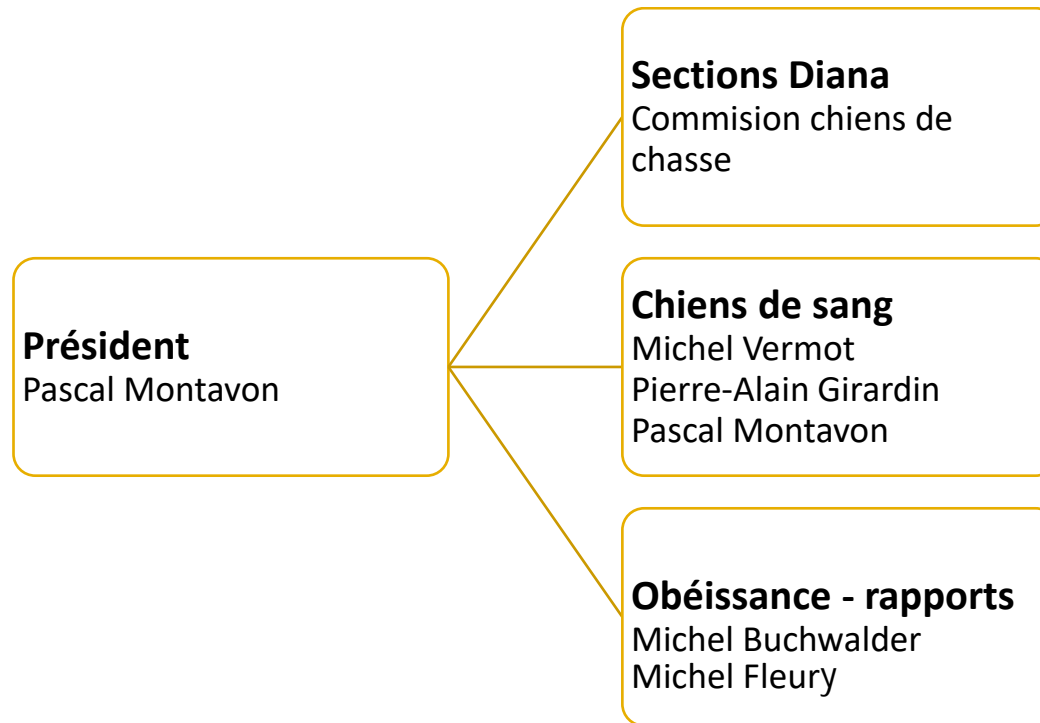 Président
Pascal Montavon
Sections Diana
Commision chiens de
chasse
Chiens de sang
Michel Vermot
Pierre-Alain Girardin
Pascal Montavon
Obéissance - rapports
Michel Buchwalder
Michel Fleury